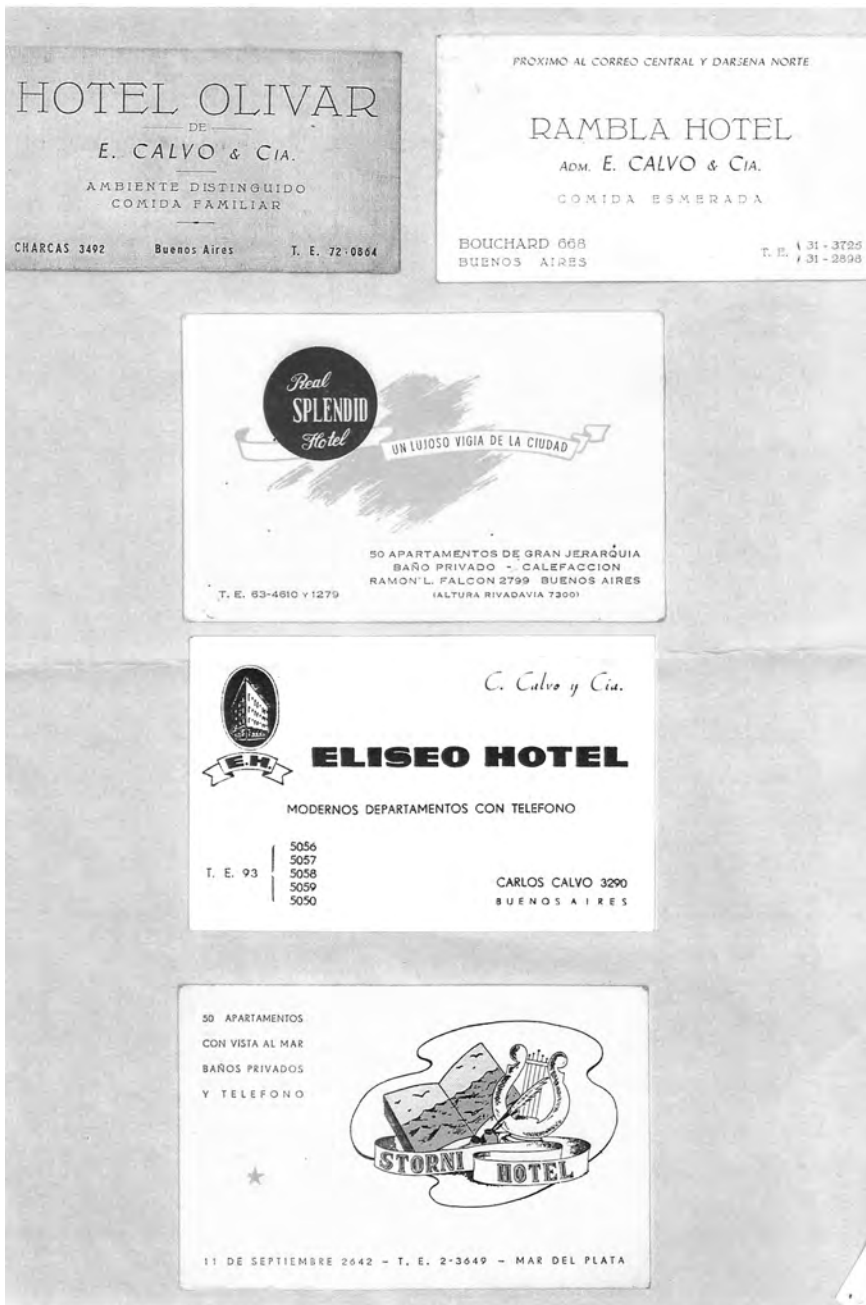 HOTEL OLIVAR
DE
E. CALVO & CIA.
AMBIENTE DISTINGUIDO
COMIDA FAMILIAR
CHARCAS 3492 Buenos Aires T. E. 72-0864
PROXIMO AL CORREO CENTRAL Y DARSENA NORTE
RAMBLA HOTEL
ADM. E. CALVO & CIA.
COMIDA ESMERADA
BOUCHARD 668
BUENOS AIRES
T. E. 31-3725
31-2898
Real
SPLENDID
Hotel
UN LUJOSO VIGIA DE LA CIUDAD
50 APARTAMENTOS DE GRAN JERARQUIA
BAÑO PRIVADO - CALEFACCION
RAMON L. FALCON 2799 BUENOS AIRES
(ALTURA RIVADAVIA 7300)
T. E. 63-4610 Y 1279
C. Calvo y Cía.
E.H.
ELISEO HOTEL
MODERNOS DEPARTAMENTOS CON TELEFONO
T. E. 93
5056
5057
5058
5059
5050
CARLOS CALVO 3290
BUENOS AIRES
50 APARTAMENTOS
CON VISTA AL MAR
BAÑOS PRIVADOS
Y TELEFONO
STORNI HOTEL
11 DE SEPTIEMBRE 2642 - T. E. 2-3649 - MAR DEL PLATA